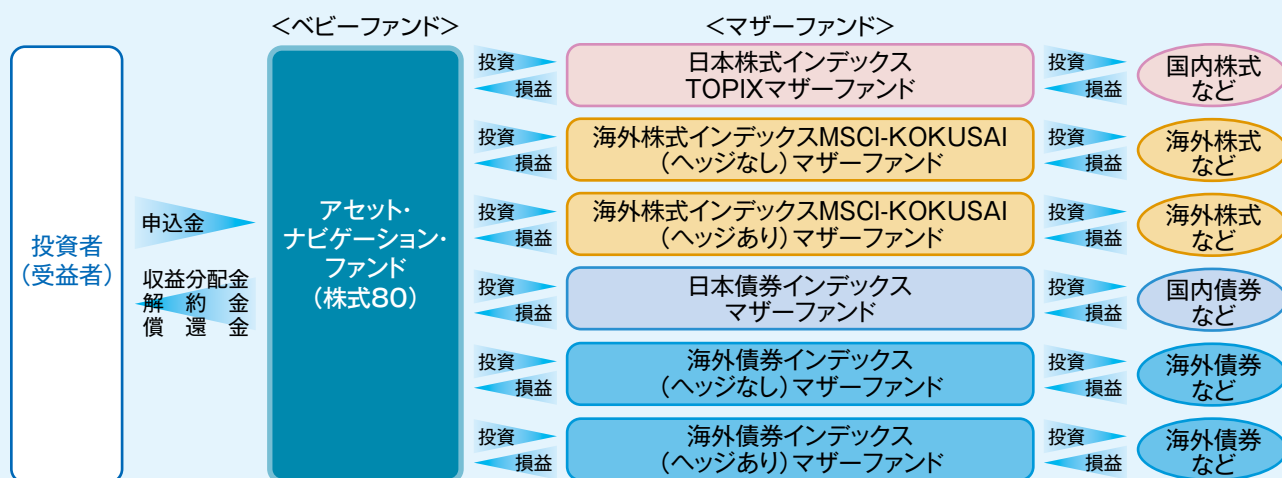 <ベビーファンド>
<マザーファンド>
投資者
(受益者)
申込金
収益分配金
解約金
償還金
アセット・
ナビゲーション・
ファンド
(株式80)
投資
損益
日本株式インデックス
TOPIXマザーファンド
投資
損益
国内株式
など
投資
損益
海外株式インデックスMSCI-KOKUSAI
(ヘッジなし)マザーファンド
投資
損益
海外株式
など
投資
損益
海外株式インデックスMSCI-KOKUSAI
(ヘッジあり)マザーファンド
投資
損益
海外株式
など
投資
損益
日本債券インデックス
マザーファンド
投資
損益
国内債券
など
投資
損益
海外債券インデックス
(ヘッジなし)マザーファンド
投資
損益
海外債券
など
投資
損益
海外債券インデックス
(ヘッジあり)マザーファンド
投資
損益
海外債券
など